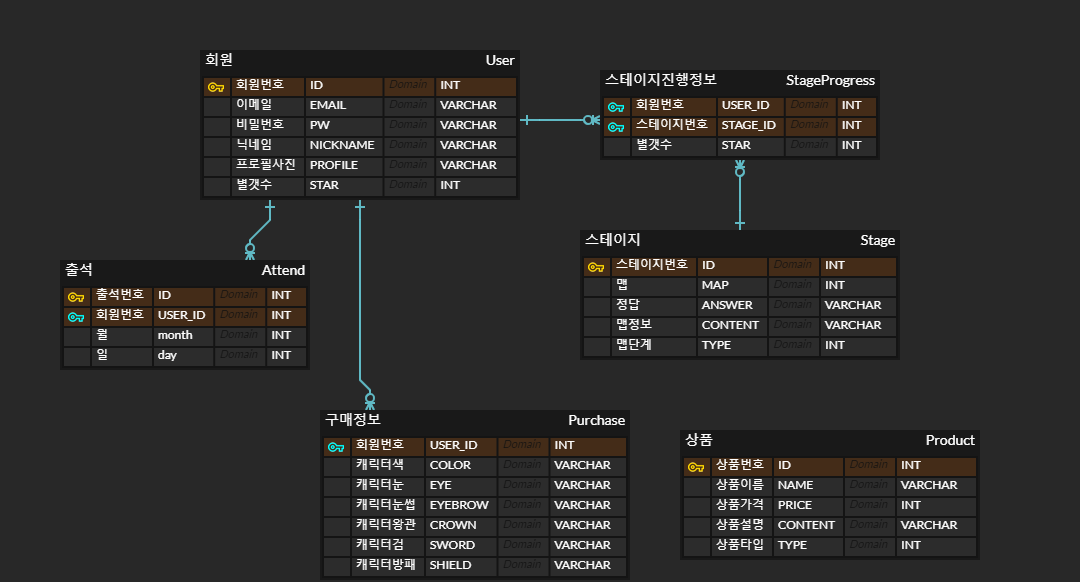 회원 User
회원번호 ID Domain INT
이메일 EMAIL Domain VARCHAR
비밀번호 PW Domain VARCHAR
닉네임 NICKNAME Domain VARCHAR
프로필사진 PROFILE Domain VARCHAR
별갯수 STAR Domain INT
스테이지진행정보 StageProgress
회원번호 USER_ID Domain INT
스테이지번호 STAGE_ID Domain INT
별갯수 STAR Domain INT
출석 Attend
출석번호 ID Domain INT
회원번호 USER_ID Domain INT
월 month Domain INT
일 day Domain INT
스테이지 Stage
스테이지번호 ID Domain INT
맵 MAP Domain INT
정답 ANSWER Domain VARCHAR
맵정보 CONTENT Domain VARCHAR
맵단계 TYPE Domain INT
구매정보 Purchase
회원번호 USER_ID Domain INT
캐릭터색 COLOR Domain VARCHAR
캐릭터눈 EYE Domain VARCHAR
캐릭터눈썹 EYEBROW Domain VARCHAR
캐릭터왕관 CROWN Domain VARCHAR
캐릭터검 SWORD Domain VARCHAR
캐릭터방패 SHIELD Domain VARCHAR
상품 Product
상품번호 ID Domain INT
상품이름 NAME Domain VARCHAR
상품가격 PRICE Domain INT
상품설명 CONTENT Domain VARCHAR
상품타입 TYPE Domain INT